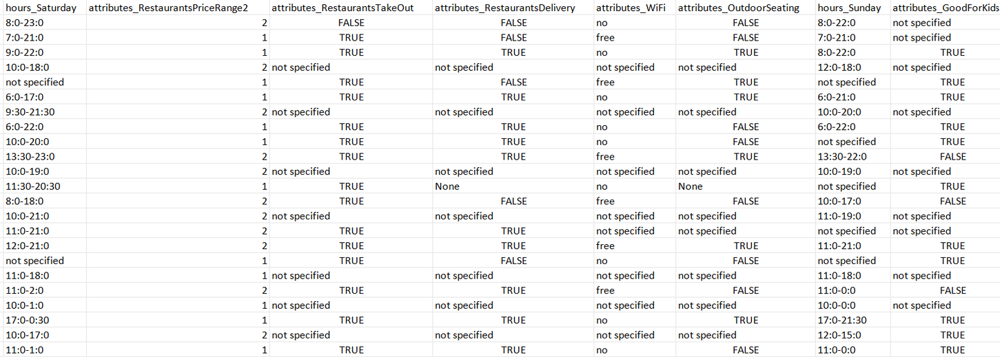 hours_Saturday attributes_RestaurantsPriceRange2 attributes_RestaurantsTakeOut attributes_RestaurantsDelivery attributes_WiFi attributes_OutdoorSeating hours_Sunday attributes_GoodForKids
8:0-23:0 2 FALSE FALSE no FALSE 8:0-22:0 not specified
7:0-21:0 1 TRUE FALSE free FALSE 7:0-21:0 not specified
9:0-22:0 1 TRUE TRUE no TRUE 8:0-22:0 TRUE
10:0-18:0 2 not specified not specified not specified not specified 12:0-18:0 not specified
not specified 1 TRUE FALSE free TRUE not specified TRUE
6:0-17:0 1 TRUE TRUE no TRUE 6:0-21:0 TRUE
9:30-21:30 2 not specified not specified not specified not specified 10:0-20:0 not specified
6:0-22:0 1 TRUE TRUE no FALSE 6:0-22:0 TRUE
10:0-20:0 1 TRUE TRUE no FALSE not specified TRUE
13:30-23:0 2 TRUE TRUE free TRUE 13:30-22:0 FALSE
10:0-19:0 2 not specified not specified not specified not specified 10:0-19:0 not specified
11:30-20:30 1 TRUE None no None not specified TRUE
8:0-18:0 2 TRUE FALSE free FALSE 10:0-17:0 FALSE
10:0-21:0 2 not specified not specified not specified not specified 11:0-19:0 not specified
11:0-21:0 2 TRUE TRUE not specified not specified not specified not specified
12:0-21:0 2 TRUE TRUE free TRUE 11:0-21:0 TRUE
not specified 1 TRUE FALSE no FALSE not specified TRUE
11:0-18:0 1 not specified not specified not specified not specified 11:0-18:0 not specified
11:0-2:0 2 TRUE TRUE free FALSE 11:0-0:0 FALSE
10:0-1:0 1 not specified not specified not specified not specified 10:0-0:0 not specified
17:0-0:30 1 TRUE TRUE no TRUE 17:0-21:30 TRUE
10:0-17:0 2 not specified not specified not specified not specified 12:0-15:0 TRUE
11:0-1:0 1 TRUE TRUE no FALSE 11:0-0:0 TRUE